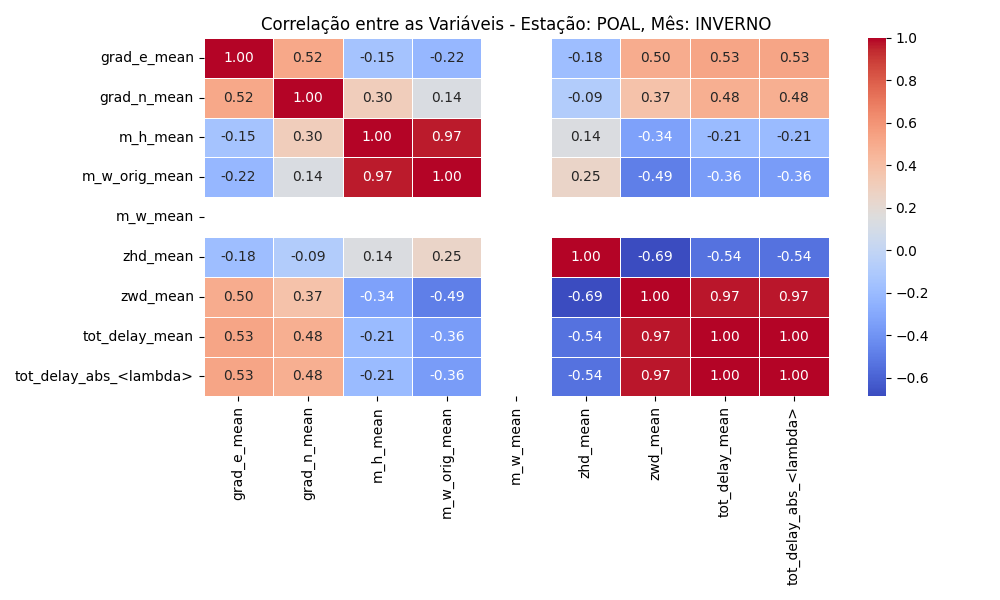 Correlação entre as Variáveis - Estação: POAL, Mês: INVERNO
grad_e_mean 1.00 0.52 -0.15 -0.22 -0.18 0.50 0.53 0.53
grad_n_mean 0.52 1.00 0.30 0.14 -0.09 0.37 0.48 0.48
m_h_mean -0.15 0.30 1.00 0.97 0.14 -0.34 -0.21 -0.21
m_w_orig_mean -0.22 0.14 0.97 1.00 0.25 -0.49 -0.36 -0.36
m_w_mean
zhd_mean -0.18 -0.09 0.14 0.25 1.00 -0.69 -0.54 -0.54
zwd_mean 0.50 0.37 -0.34 -0.49 -0.69 1.00 0.97 0.97
tot_delay_mean 0.53 0.48 -0.21 -0.36 -0.54 0.97 1.00 1.00
tot_delay_abs_<lambda> 0.53 0.48 -0.21 -0.36 -0.54 0.97 1.00 1.00
grad_e_mean
grad_n_mean
m_h_mean
m_w_orig_mean
m_w_mean
zhd_mean
zwd_mean
tot_delay_mean
tot_delay_abs_<lambda>
1.0
0.8
0.6
0.4
0.2
0.0
−0.2
−0.4
−0.6